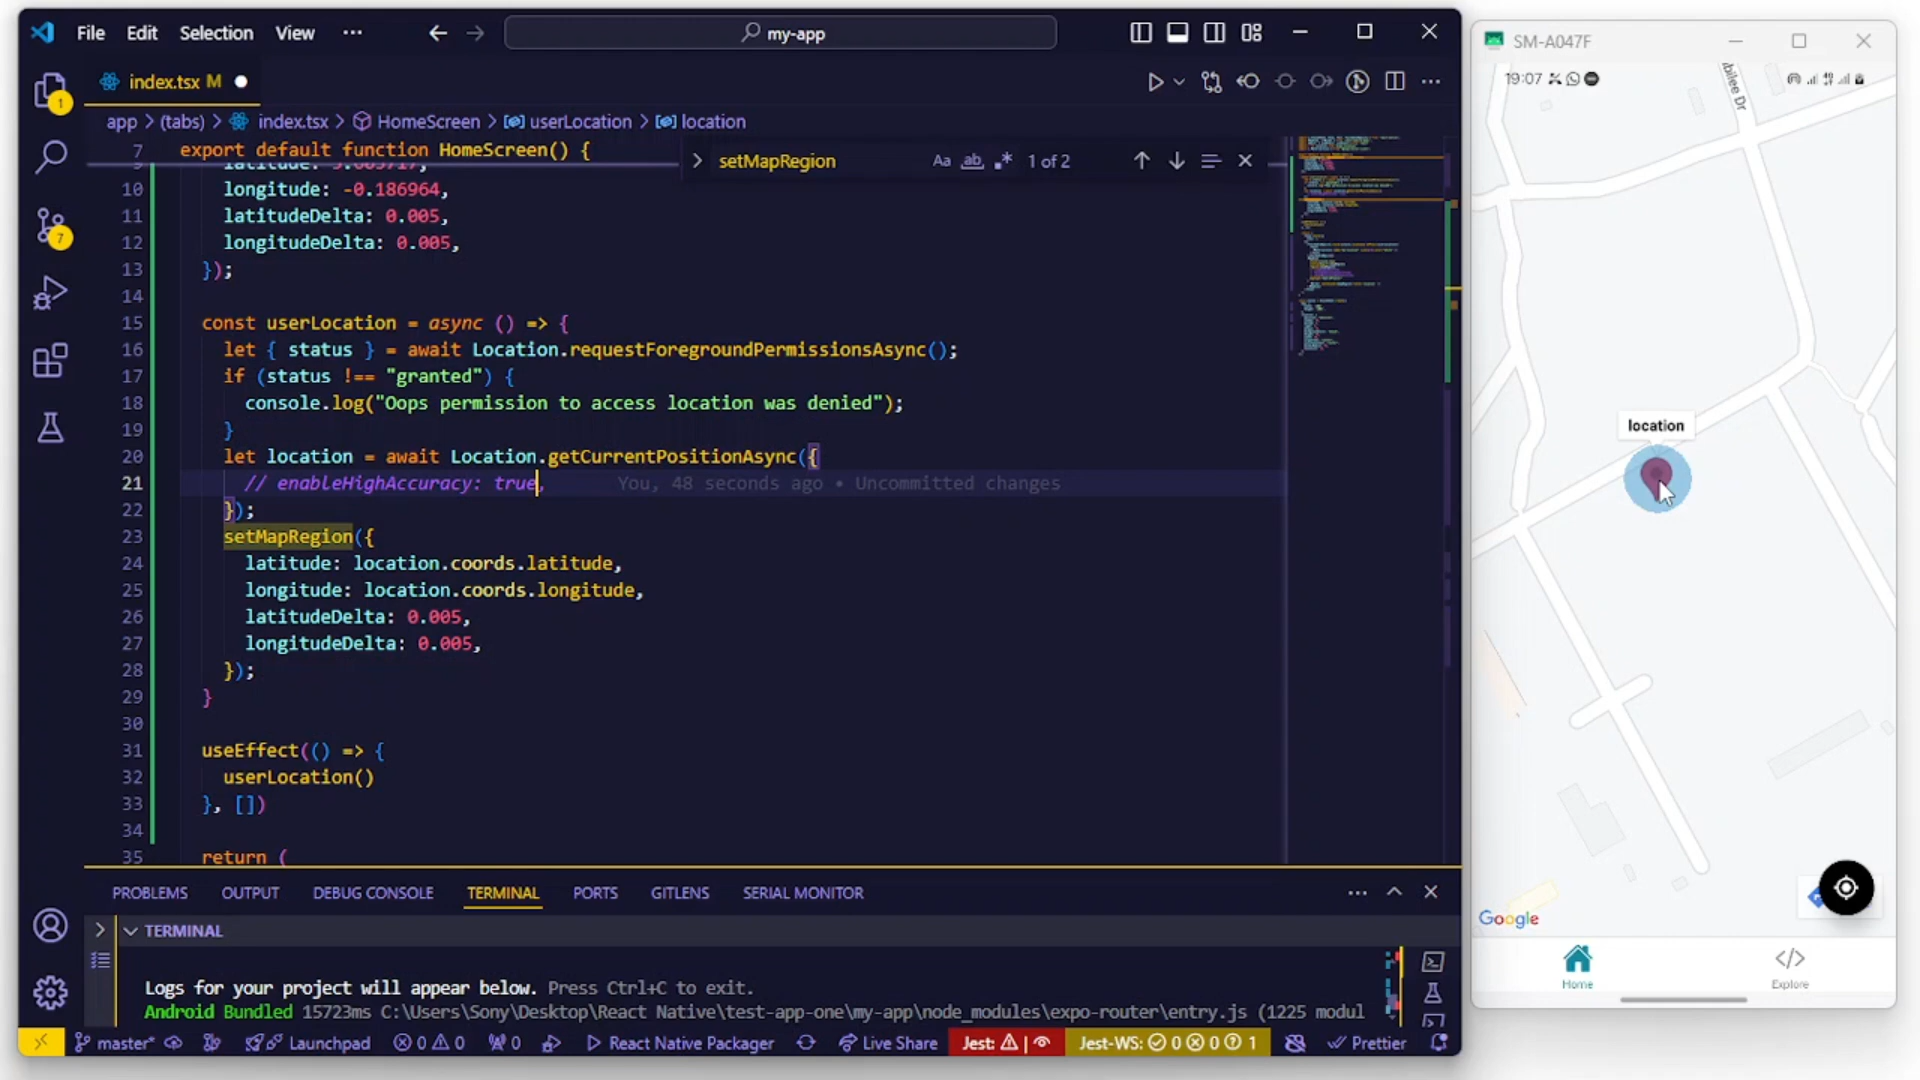 File Edit Selection View ··· my-app
index.tsx M
app > (tabs) > index.tsx > HomeScreen > userLocation > location
7 export default function HomeScreen() {
setMapRegion Aa ab 1 of 2
10 longitude: -0.186964,
11 latitudeDelta: 0.005,
12 longitudeDelta: 0.005,
13 });
14
15 const userLocation = async () => {
16 let { status } = await Location.requestForegroundPermissionsAsync();
17 if (status !== "granted") {
18 console.log("Oops permission to access location was denied");
19 }
20 let location = await Location.getCurrentPositionAsync({
21 // enableHighAccuracy: true, You, 48 seconds ago • Uncommitted changes
22 });
23 setMapRegion({
24 latitude: location.coords.latitude,
25 longitude: location.coords.longitude,
26 latitudeDelta: 0.005,
27 longitudeDelta: 0.005,
28 });
29 }
30
31 useEffect(() => {
32 userLocation()
33 }, [])
34
35 return (
1
7
PROBLEMS OUTPUT DEBUG CONSOLE TERMINAL PORTS GITLENS SERIAL MONITOR
TERMINAL
Logs for your project will appear below. Press Ctrl+C to exit.
Android Bundled 15723ms C:\Users\Sony\Desktop\React Native\test-app-one\my-app\node_modules\expo-router\entry.js (1225 modul
master* Launchpad 0 0 0 React Native Packager Live Share Jest: Jest-WS: 0 0 1 Prettier
SM-A047F
19:07
bilee Dr
location
Google
Home
Explore